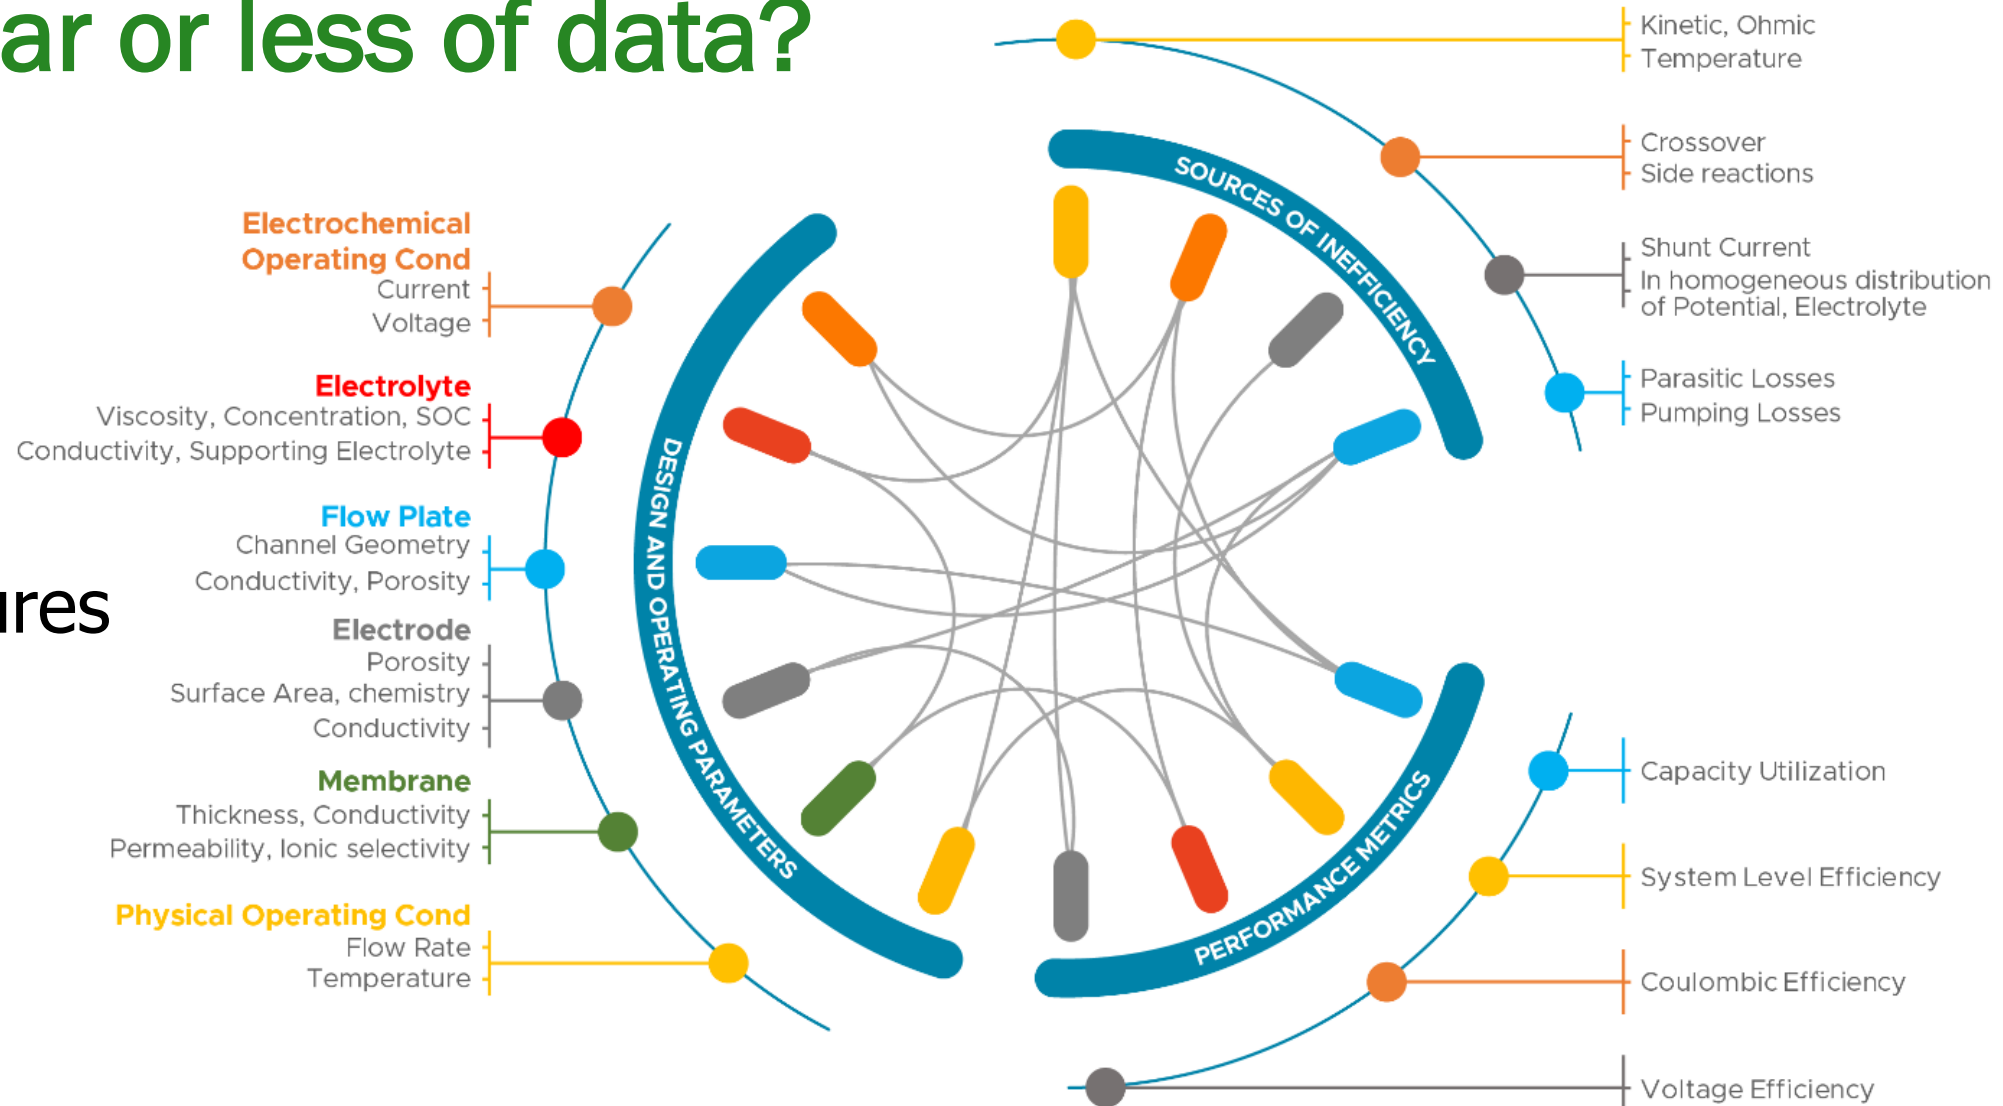 ar or less of data?
ures
Electrochemical
Operating Cond
Current
Voltage
Electrolyte
Viscosity, Concentration, SOC
Conductivity, Supporting Electrolyte
Flow Plate
Channel Geometry
Conductivity, Porosity
Electrode
Porosity
Surface Area, chemistry
Conductivity
Membrane
Thickness, Conductivity
Permeability, Ionic selectivity
Physical Operating Cond
Flow Rate
Temperature
DESIGN AND OPERATING PARAMETERS
SOURCES OF INEFFICIENCY
PERFORMANCE METRICS
Kinetic, Ohmic
Temperature
Crossover
Side reactions
Shunt Current
In homogeneous distribution
of Potential, Electrolyte
Parasitic Losses
Pumping Losses
Capacity Utilization
System Level Efficiency
Coulombic Efficiency
Voltage Efficiency